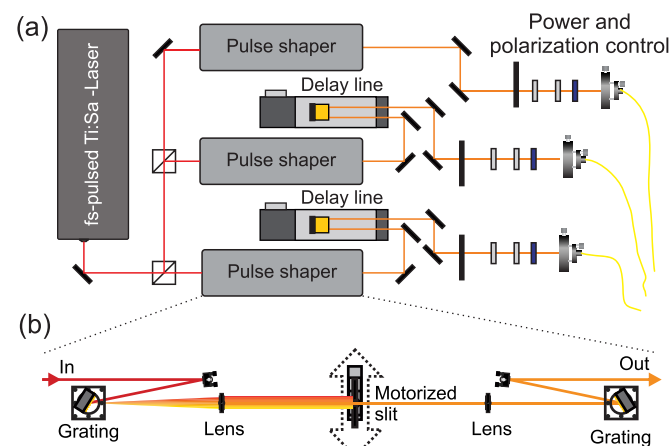 (a)
Pulse shaper
Power and
polarization control
fs-pulsed Ti:Sa -Laser
Delay line
Pulse shaper
Delay line
Pulse shaper
(b)
In
Out
Grating
Lens
Motorized
slit
Lens
Grating